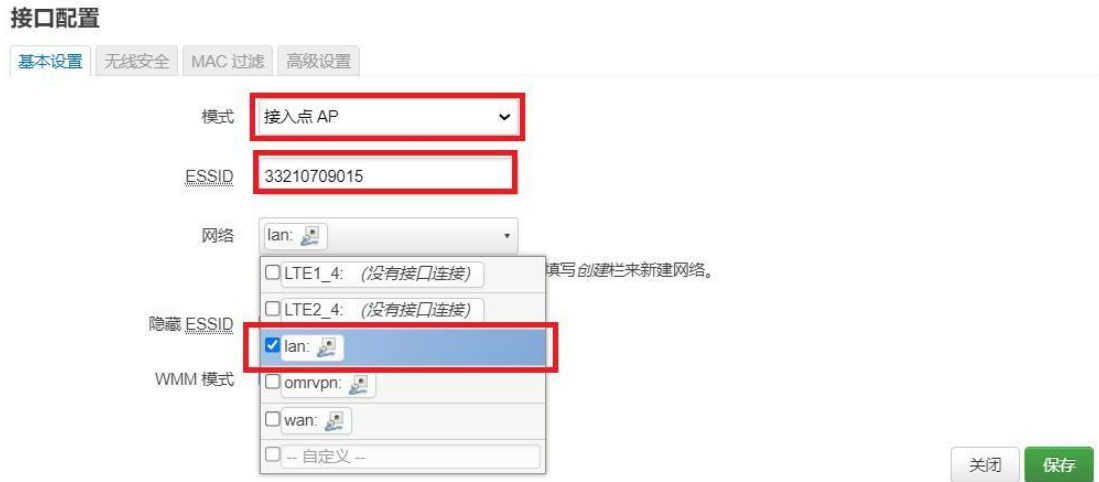 接口配置
基本设置 无线安全 MAC 过滤 高级设置
模式 接入点 AP
ESSID 33210709015
网络 lan:
LTE1_4: (没有接口连接) 填写创建栏来新建网络。
LTE2_4: (没有接口连接)
隐藏 ESSID
lan:
WMM 模式 omrvpn:
wan:
-- 自定义 --
关闭 保存